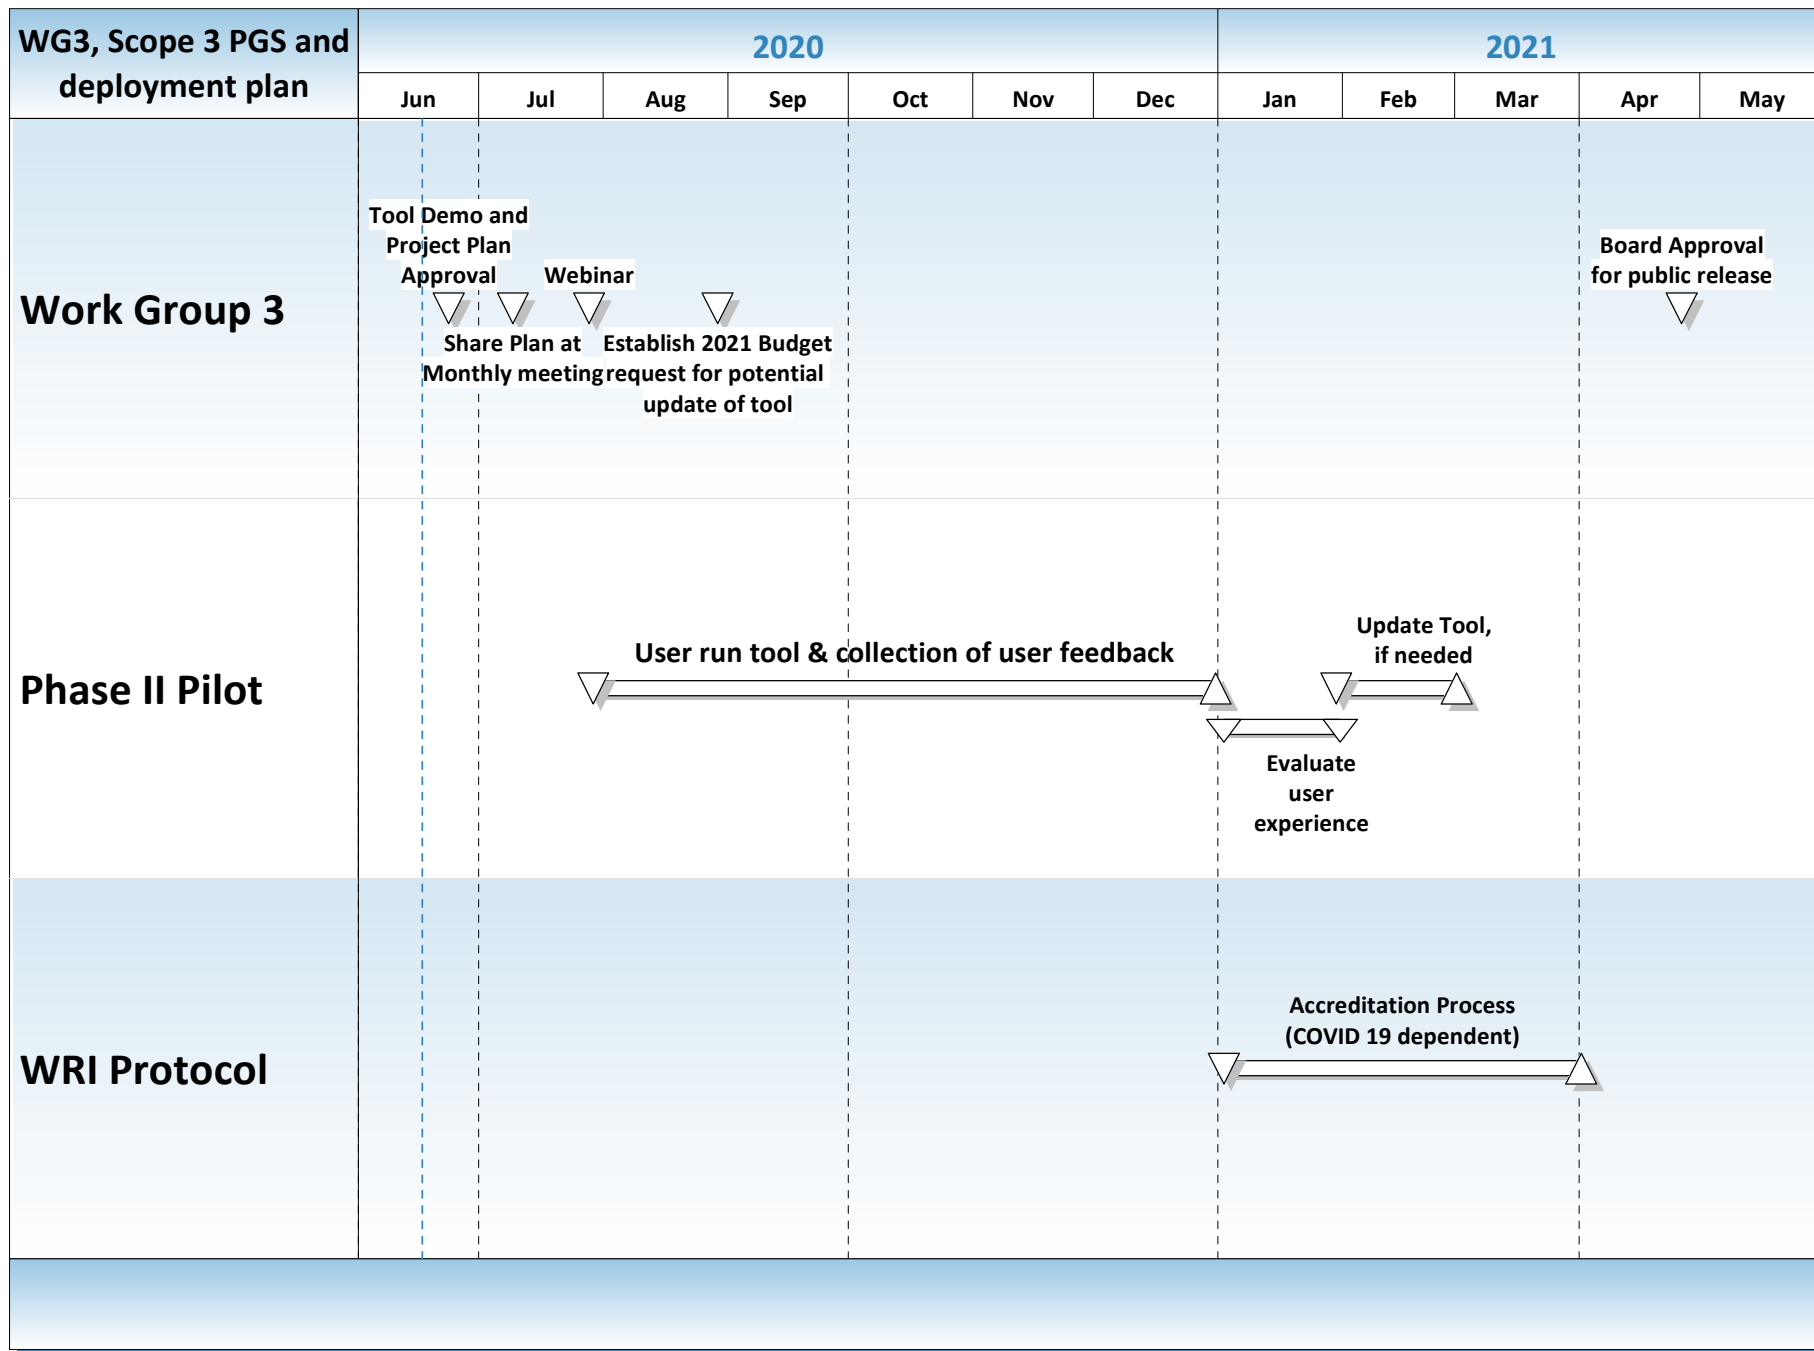 WG3, Scope 3 PGS and
deployment plan
2020
2021
Jun
Jul
Aug
Sep
Oct
Nov
Dec
Jan
Feb
Mar
Apr
May
Work Group 3
Tool Demo and
Project Plan
Approval
Share Plan at
Monthly meeting
Webinar
Establish 2021 Budget
request for potential
update of tool
Board Approval
for public release
Phase II Pilot
User run tool & collection of user feedback
Update Tool,
if needed
Evaluate
user
experience
WRI Protocol
Accreditation Process
(COVID 19 dependent)